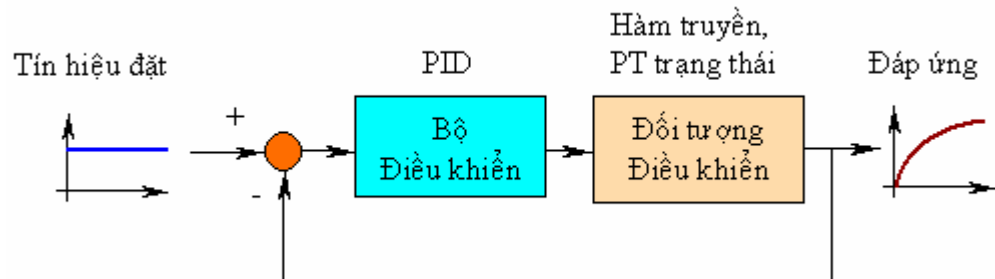 Tín hiệu đặt
PID
Hàm truyền,
PT trạng thái
Đáp ứng
+
-
Bộ
Điều khiển
Đối tượng
Điều khiển